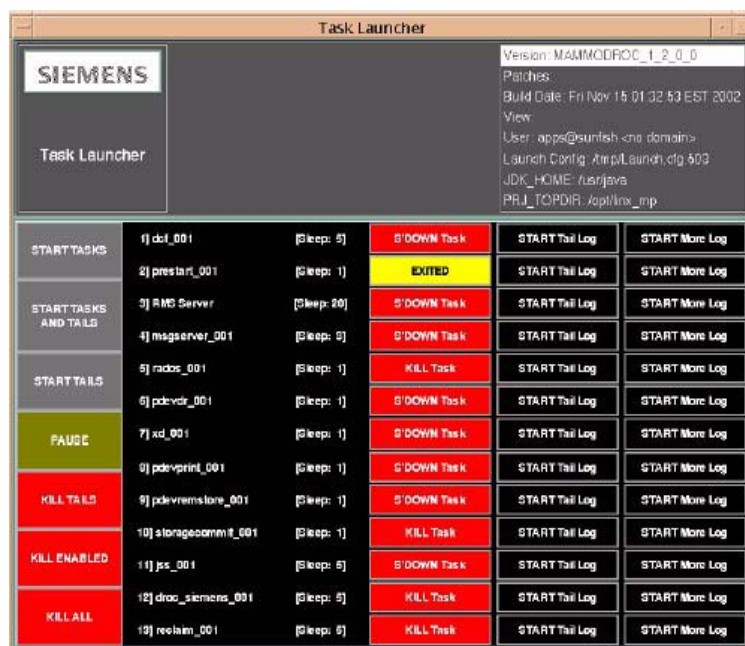 Task Launcher
SIEMENS
Task Launcher
Version: MAMMODROC_1_2_0_0
Patches:
Build Date: Fri Nov 15 01:32:53 EST 2002
View:
User: apps@sunfish <no domain>
Launch Config: /tmp/Launch.cfg.603
JDK_HOME: /usr/java
PRJ_TOPDIR: /opt/linx_mp
START TASKS
START TASKS
AND TAILS
START TAILS
PAUSE
KILL TAILS
KILL ENABLED
KILL ALL
1] dcf_001 [Sleep: 5] S'DOWN Task START Tail Log START More Log
2] prestart_001 [Sleep: 1] EXITED START Tail Log START More Log
3] RMS Server [Sleep: 20] S'DOWN Task START Tail Log START More Log
4] msgserver_001 [Sleep: 3] S'DOWN Task START Tail Log START More Log
5] rados_001 [Sleep: 1] KILL Task START Tail Log START More Log
6] pdevdr_001 [Sleep: 1] S'DOWN Task START Tail Log START More Log
7] xd_001 [Sleep: 1] S'DOWN Task START Tail Log START More Log
8] pdevprint_001 [Sleep: 1] S'DOWN Task START Tail Log START More Log
9] pdevremstore_001 [Sleep: 1] S'DOWN Task START Tail Log START More Log
10] storagecommit_001 [Sleep: 1] KILL Task START Tail Log START More Log
11] jss_001 [Sleep: 5] S'DOWN Task START Tail Log START More Log
12] droc_siemens_001 [Sleep: 5] KILL Task START Tail Log START More Log
13] reclaim_001 [Sleep: 5] KILL Task START Tail Log START More Log